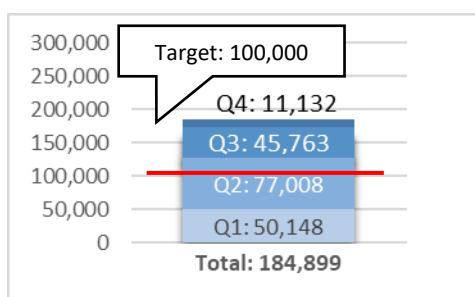 Target: 100,000
300,000
250,000
200,000
150,000
100,000
50,000
0
Q4: 11,132
Q3: 45,763
Q2: 77,008
Q1: 50,148
Total: 184,899